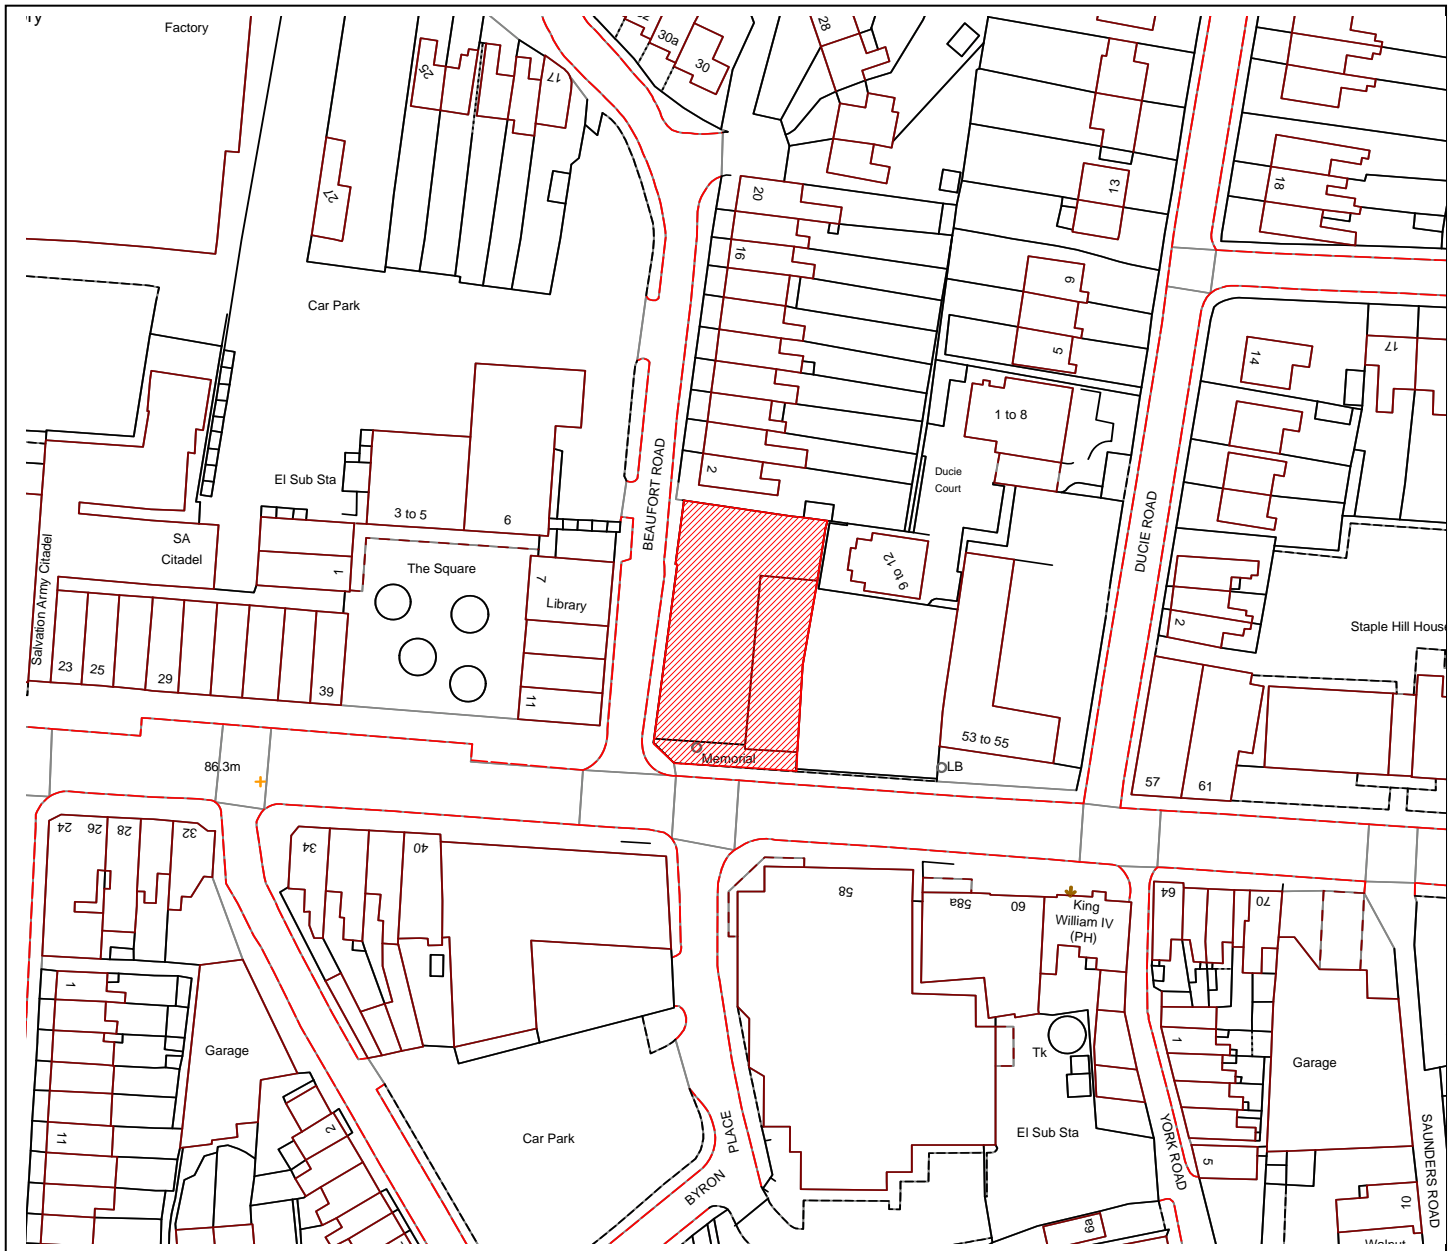 Factory
30a
30
28
25
17
27
20
13
18
16
9
Car Park
5
17
14
1 to 8
2
Ducie
Court
El Sub Sta
3 to 5
6
BEAUFORT ROAD
DUCIE ROAD
SA
Citadel
Salvation Army Citadel
1
The Square
7
Library
9 to 12
2
Staple Hill House
23
25
29
39
11
53 to 55
Memorial
LB
86.3m
57
61
24
26
28
32
34
40
58
58a
60
King
William IV
(PH)
64
70
1
Garage
Tk
1
Garage
11
2
Car Park
PLACE
BYRON
El Sub Sta
YORK ROAD
5
SAUNDERS ROAD
10
69a